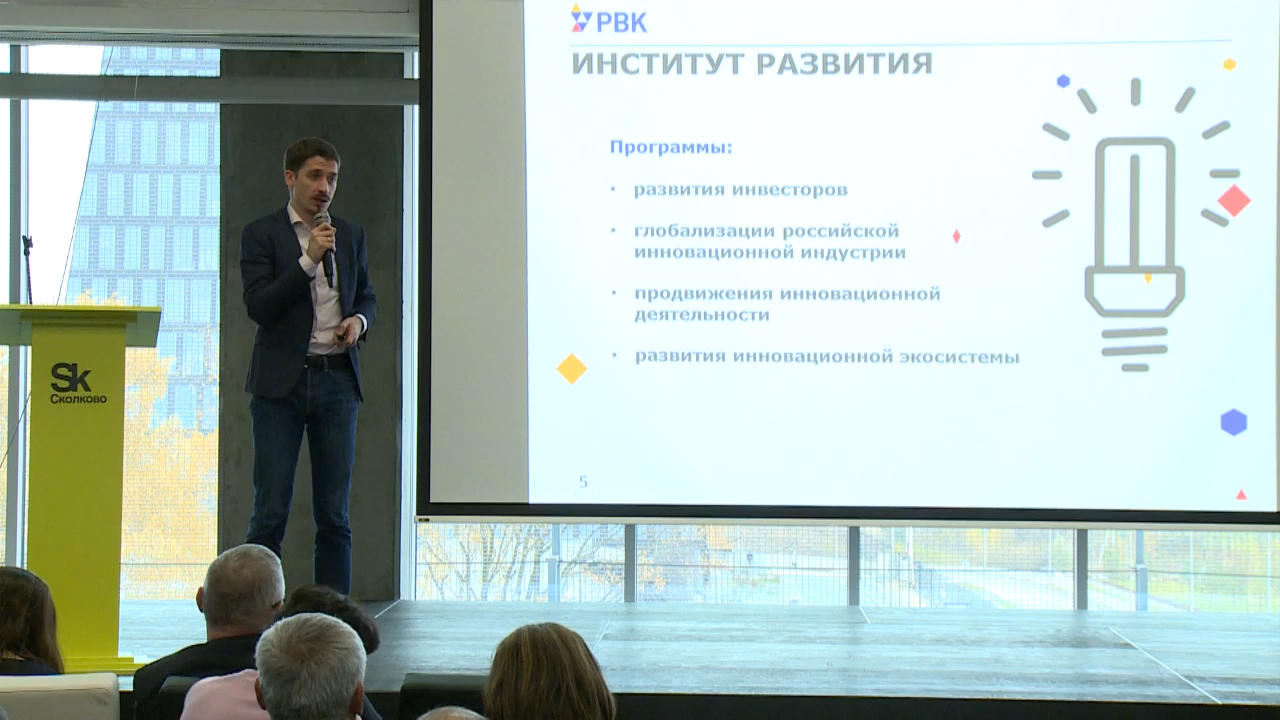 РВК
ИНСТИТУТ РАЗВИТИЯ
Программы:
• развития инвесторов
• глобализации российской
инновационной индустрии
• продвижения инновационной
деятельности
• развития инновационной экосистемы
5
Sk
Сколково